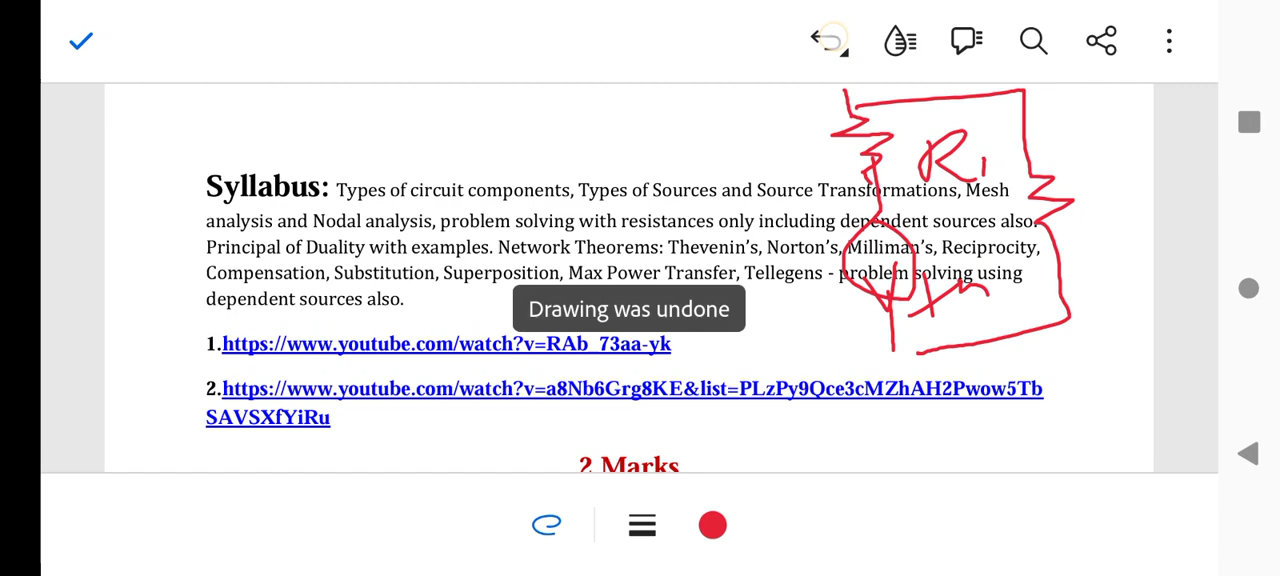 R1
Syllabus: Types of circuit components, Types of Sources and Source Transformations, Mesh
analysis and Nodal analysis, problem solving with resistances only including dependent sources also.
Principal of Duality with examples. Network Theorems: Thevenin's, Norton's, Milliman's, Reciprocity,
Compensation, Substitution, Superposition, Max Power Transfer, Tellegens - problem solving using
dependent sources also.
Drawing was undone
1.https://www.youtube.com/watch?v=RAb_73aa-yk
2.https://www.youtube.com/watch?v=a8Nb6Grg8KE&list=PLzPy9Qce3cMZhAH2Pwow5Tb
SAVSXfYiRu
2 Marks